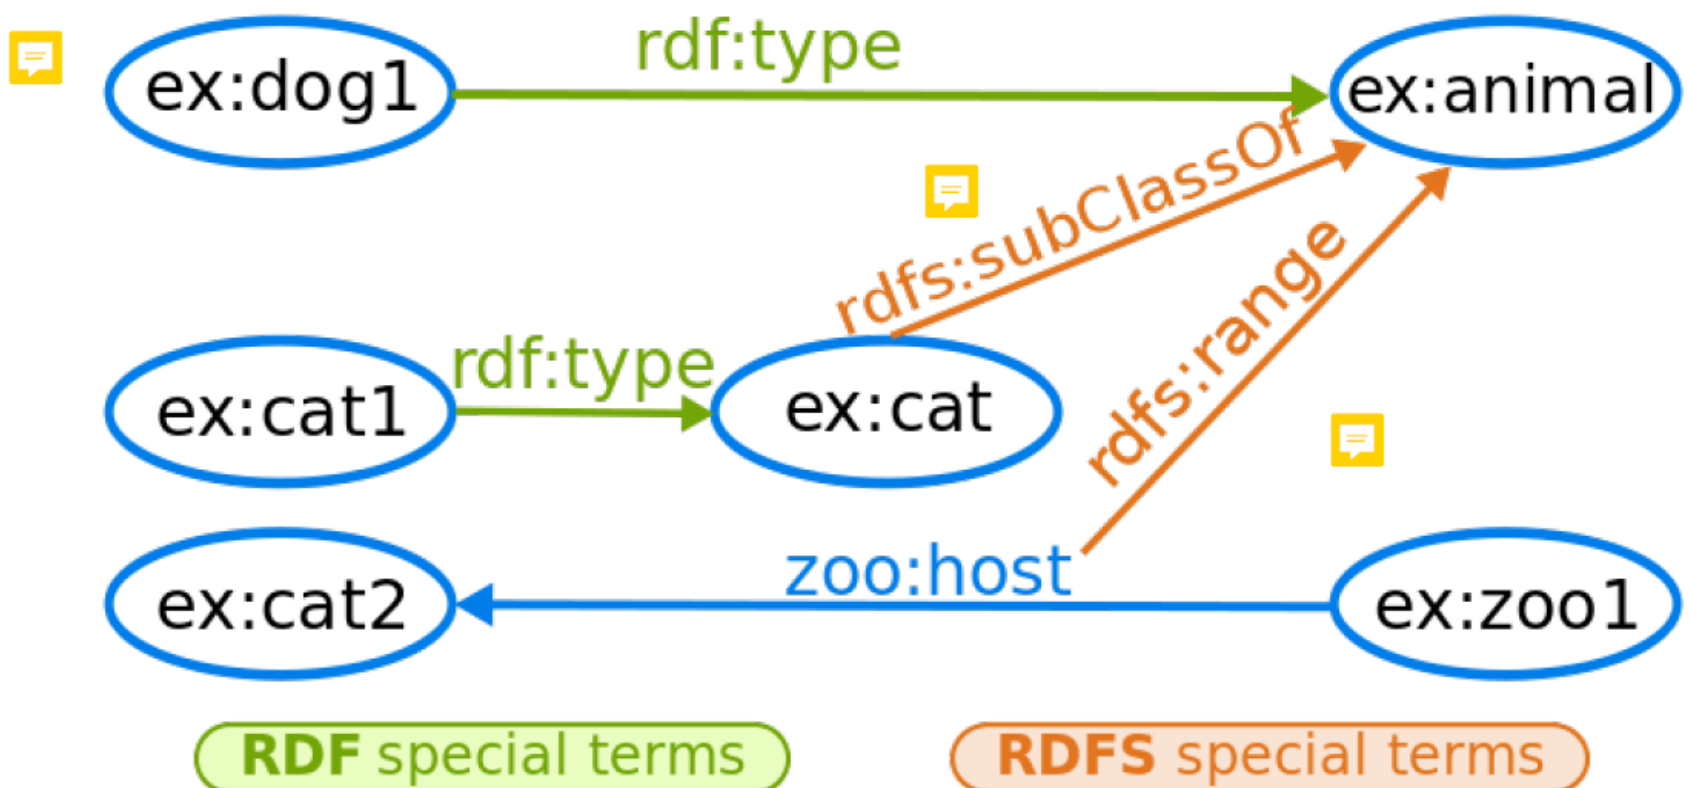 rdf:type
ex:dog1
ex:animal
rdfs:subClassOf
rdfs:range
rdf:type
ex:cat1
ex:cat
zoo:host
ex:cat2
ex:zoo1
RDF special terms
RDFS special terms